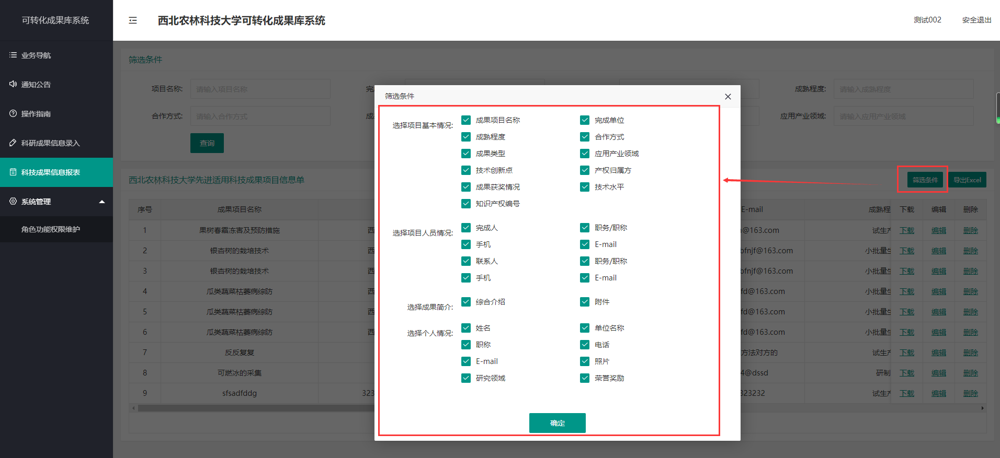 可转化成果库系统
西北农林科技大学可转化成果库系统
测试002
安全退出
业务导航
通知公告
操作指南
科研成果信息录入
科技成果信息报表
系统管理
角色功能权限维护
筛选条件
项目名称: 请输入项目名称
完
成熟程度: 请输入成熟程度
合作方式: 请输入合作方式
成
应用产业领域: 请输入应用产业领域
查询
西北农林科技大学先进适用科技成果项目信息单
筛选条件
导出Excel
序号 成果项目名称 E-mail 成熟程 下载 编辑 删除
1 果树春霜冻害及预防措施 西 @163.com 试生产 下载 编辑 删除
2 银杏树的栽培技术 西 bfnjf@163.com 小批量生 下载 编辑 删除
3 银杏树的栽培技术 西 bfnjf@163.com 小批量生 下载 编辑 删除
4 瓜类蔬菜枯萎病综防 西 fd@163.com 小批量生 下载 编辑 删除
5 瓜类蔬菜枯萎病综防 西 fd@163.com 小批量生 下载 编辑 删除
6 瓜类蔬菜枯萎病综防 西 fd@163.com 小批量生 下载 编辑 删除
7 反反复复 方法对方的 试生产 下载 编辑 删除
8 可燃冰的采集 4@dssd 研制 下载 编辑 删除
9 sfsadfddg 323 323232 试生产 下载 编辑 删除
筛选条件
选择项目基本情况: 成果项目名称 完成单位
成熟程度 合作方式
成果类型 应用产业领域
技术创新点 产权归属方
成果获奖情况 技术水平
知识产权编号
选择项目人员情况: 完成人 职务/职称
手机 E-mail
联系人 职务/职称
手机 E-mail
选择成果简介: 综合介绍 附件
选择个人情况: 姓名 单位名称
职称 电话
E-mail 照片
研究领域 荣誉奖励
确定